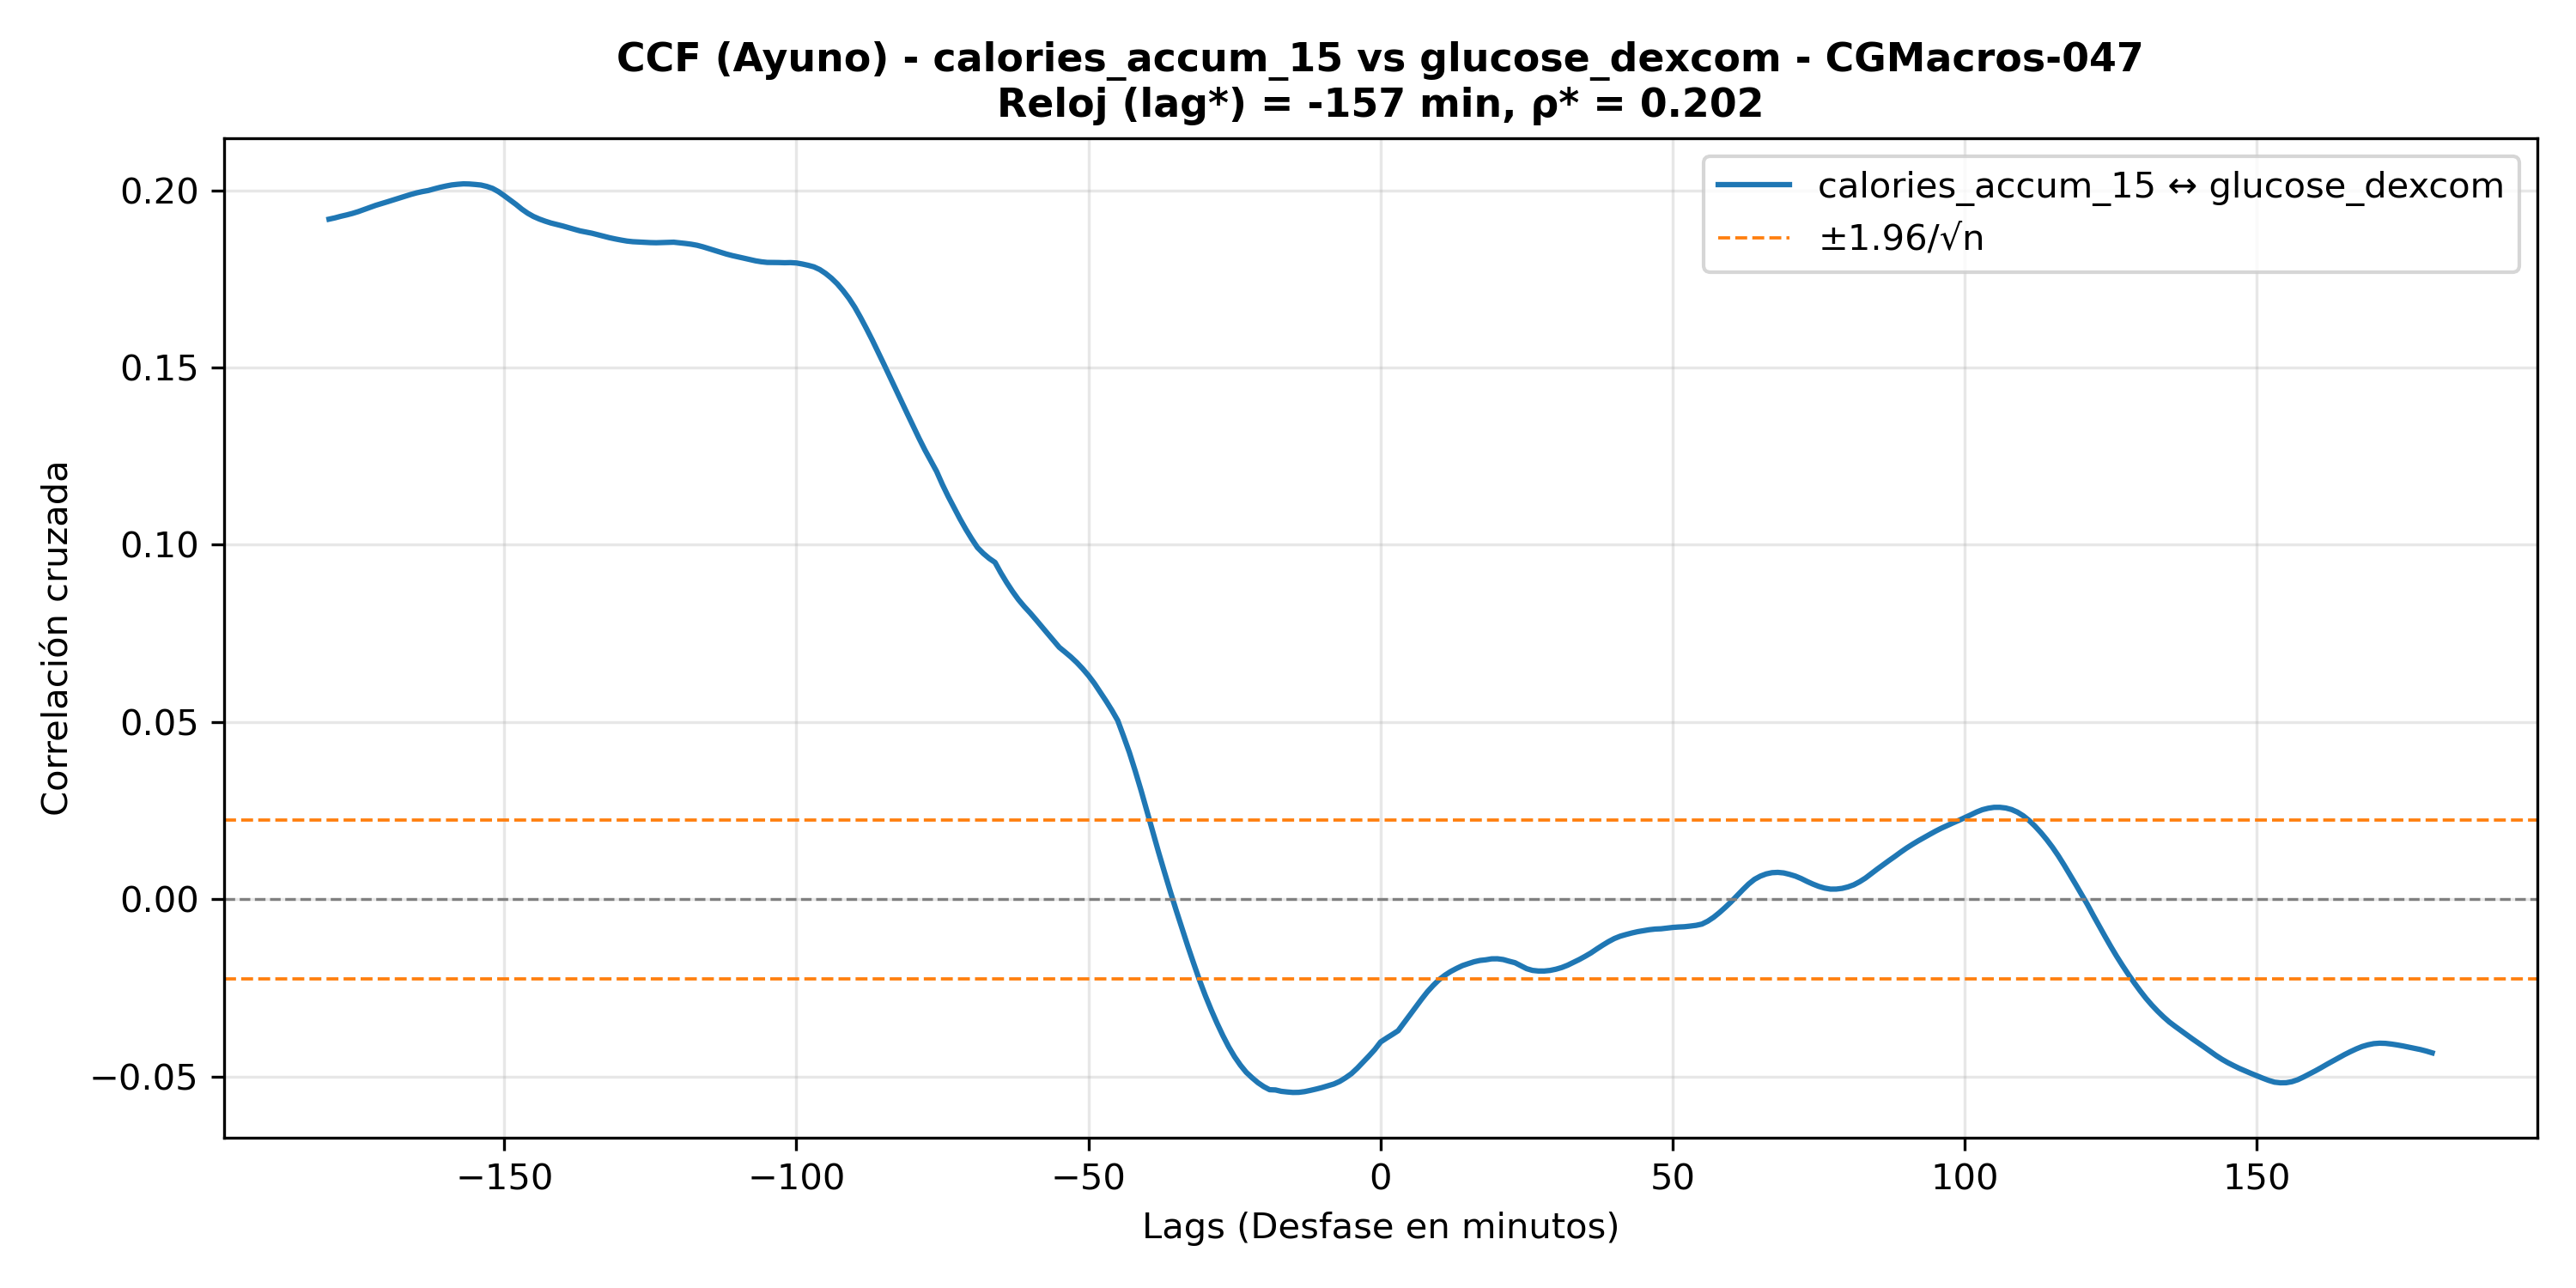 CCF (Ayuno) - calories_accum_15 vs glucose_dexcom - CGMacros-047
Reloj (lag*) = -157 min, ρ* = 0.202
calories_accum_15 ↔ glucose_dexcom
±1.96/√n
Correlación cruzada
0.20
0.15
0.10
0.05
0.00
−0.05
−150
−100
−50
0
50
100
150
Lags (Desfase en minutos)